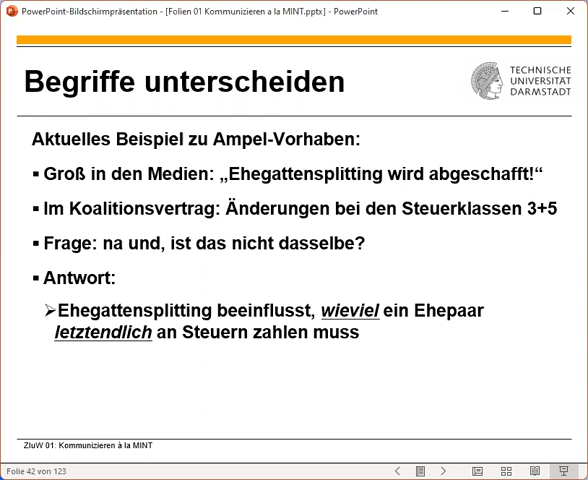 PowerPoint-Bildschirmpräsentation - [Folien 01 Kommunizieren a la MINT.pptx] - PowerPoint
Begriffe unterscheiden
TECHNISCHE
UNIVERSITÄT
DARMSTADT
Aktuelles Beispiel zu Ampel-Vorhaben:
▪ Groß in den Medien: „Ehegattensplitting wird abgeschafft!“
▪ Im Koalitionsvertrag: Änderungen bei den Steuerklassen 3+5
▪ Frage: na und, ist das nicht dasselbe?
▪ Antwort:
➢Ehegattensplitting beeinflusst, wieviel ein Ehepaar
letztendlich an Steuern zahlen muss
ZIuW 01: Kommunizieren à la MINT
Folie 42 von 123